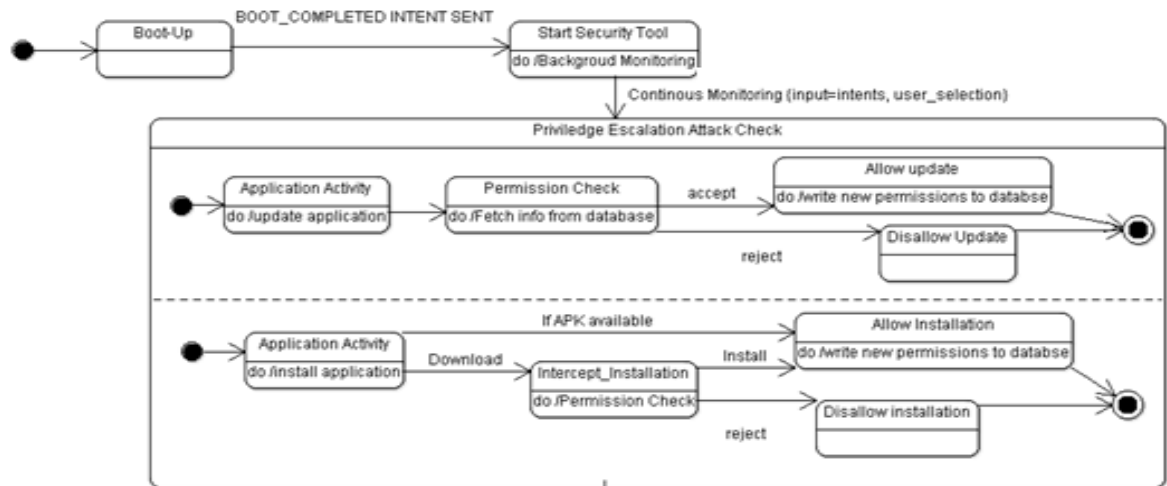 BOOT_COMPLETED INTENT SENT
Boot-Up
Start Security Tool
do /Backgroud Monitoring
Continous Monitoring (input=intents, user_selection)
Priviledge Escalation Attack Check
Application Activity
do /update application
Permission Check
do /Fetch info from database
accept
Allow update
do /write new permissions to databse
reject
Disallow Update
If APK available
Application Activity
do /install application
Download
Intercept_Installation
do /Permission Check
Install
Allow Installation
do /write new permissions to databse
reject
Disallow installation